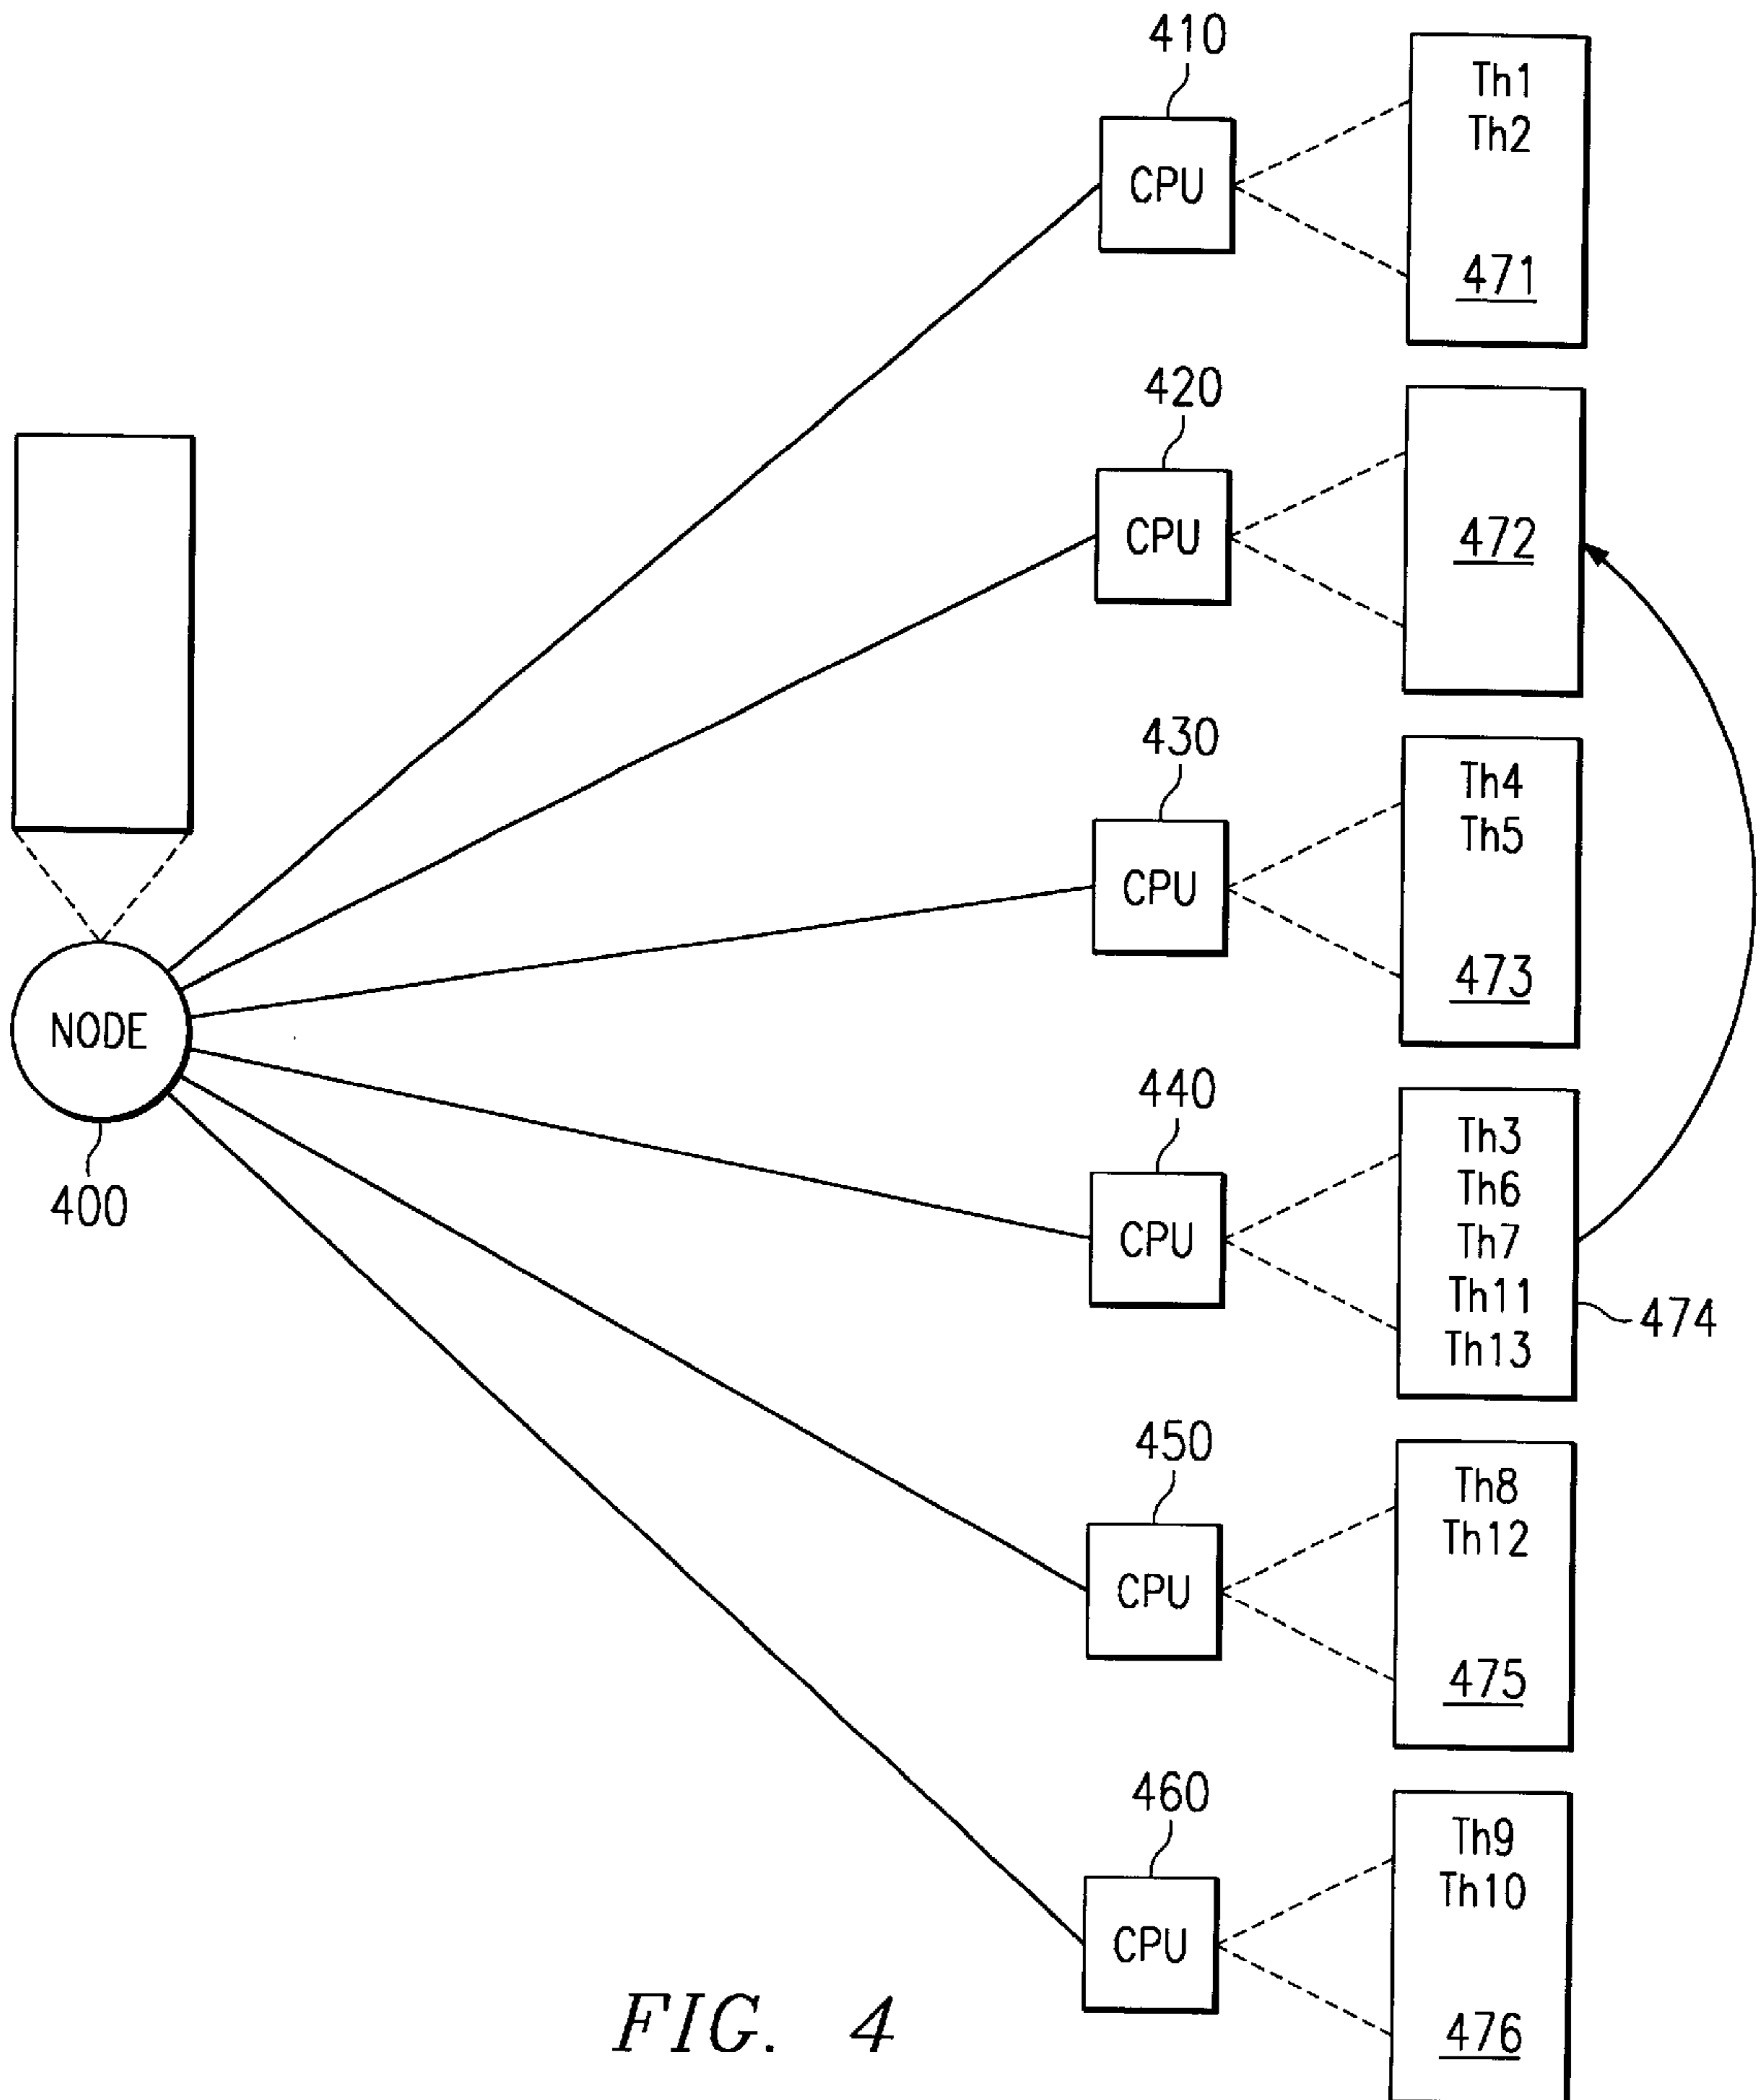 410
Th1
Th2
CPU
471
420
CPU
472
430
Th4
Th5
CPU
473
NODE
400
440
Th3
Th6
Th7
Th11
Th13
CPU
474
450
Th8
Th12
CPU
475
460
Th9
Th10
CPU
476
FIG. 4